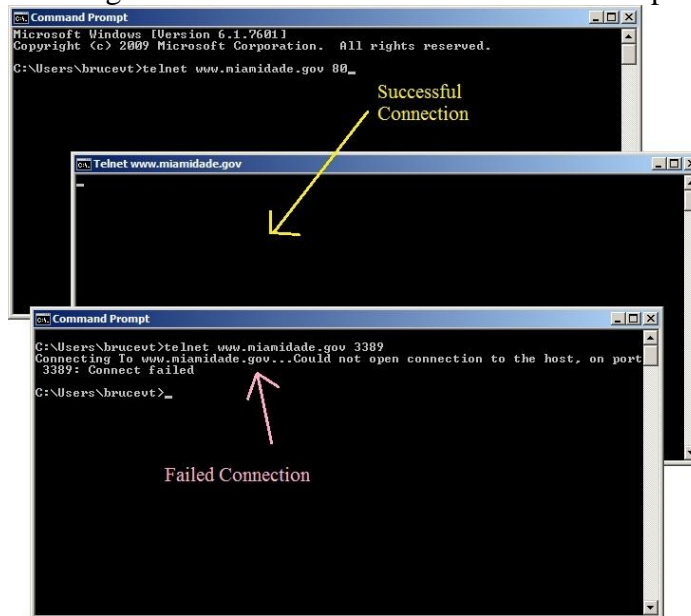 Command Prompt
Microsoft Windows [Version 6.1.7601]
Copyright (c) 2009 Microsoft Corporation.  All rights reserved.
C:\Users\brucevt>telnet www.miamidade.gov 80_
Successful
Connection
Telnet www.miamidade.gov
Command Prompt
C:\Users\brucevt>telnet www.miamidade.gov 3389
Connecting To www.miamidade.gov...Could not open connection to the host, on port
3389: Connect failed
C:\Users\brucevt>_
Failed Connection